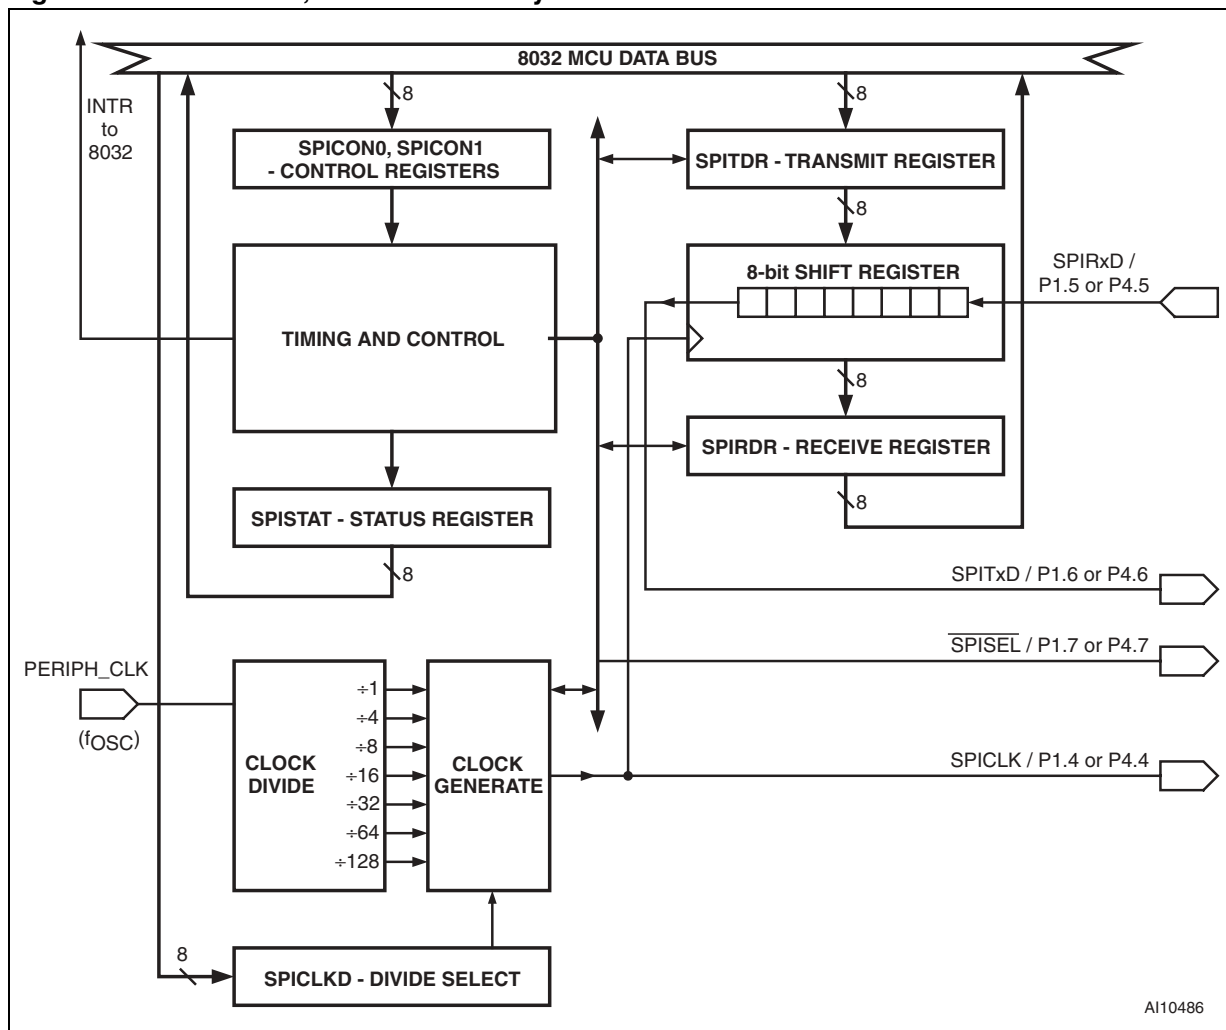 8032 MCU DATA BUS
INTR
to
8032
8
8
SPICON0, SPICON1
- CONTROL REGISTERS
SPITDR - TRANSMIT REGISTER
8
8-bit SHIFT REGISTER
SPIRxD /
P1.5 or P4.5
TIMING AND CONTROL
8
SPIRDR - RECEIVE REGISTER
8
SPISTAT - STATUS REGISTER
8
SPITxD / P1.6 or P4.6
SPISEL / P1.7 or P4.7
PERIPH_CLK
(fOSC)
÷1
÷4
÷8
÷16
÷32
÷64
÷128
CLOCK
DIVIDE
CLOCK
GENERATE
SPICLK / P1.4 or P4.4
8
SPICLKD - DIVIDE SELECT
AI10486